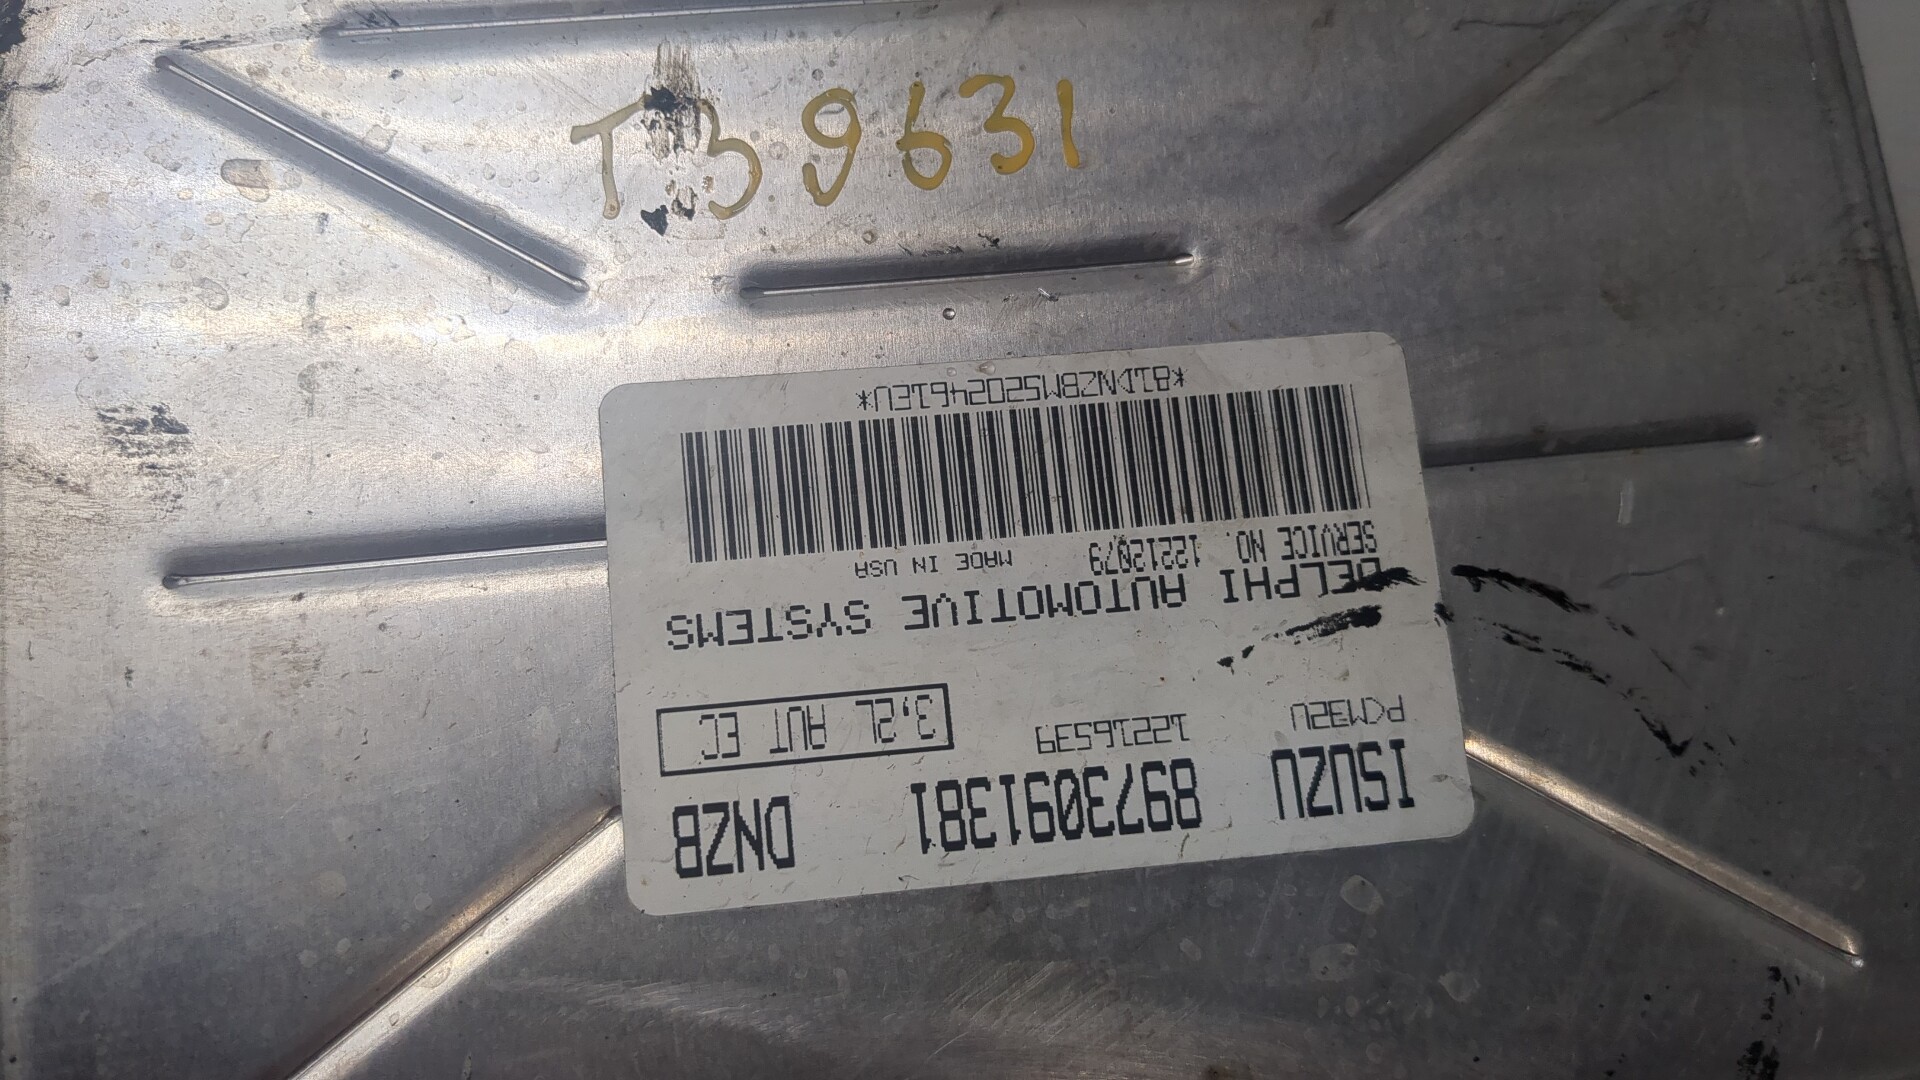 T39631
ISUZU 8973091381 DNZB
PCM32U 12216539 3,2L AUT EC
DELPHI AUTOMOTIVE SYSTEMS
SERVICE NO. 12212079 MADE IN USA
*81DNZBM52022461EU*